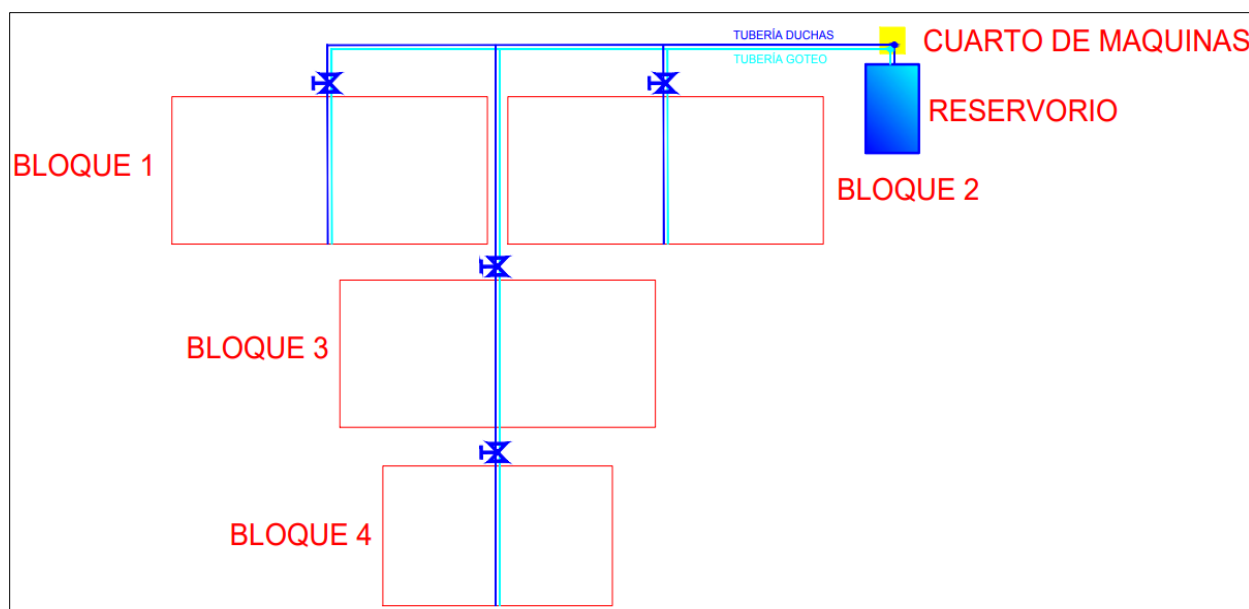 TUBERÍA DUCHAS
TUBERÍA GOTEO
CUARTO DE MAQUINAS
RESERVORIO
BLOQUE 1
BLOQUE 2
BLOQUE 3
BLOQUE 4